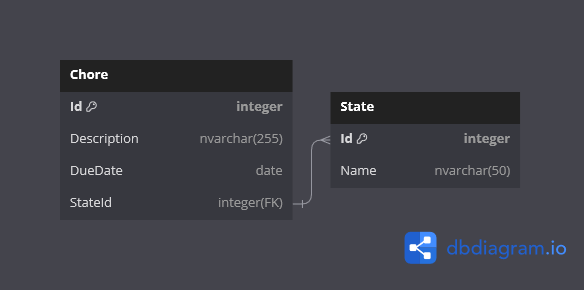 Chore
Id integer
Description nvarchar(255)
DueDate date
StateId integer(FK)
State
Id integer
Name nvarchar(50)
dbdiagram.io